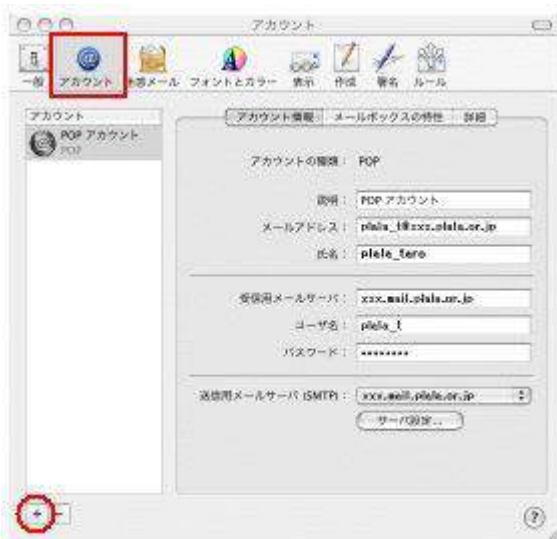 アカウント
一般 アカウント 迷惑メール フォントとカラー 表示 作成 署名 ルール
アカウント
POP アカウント
POP
アカウント情報 メールボックスの特性 詳細
アカウントの種類： POP
説明： POP アカウント
メールアドレス： plala_t@xxx.plala.or.jp
氏名： plala_taro
受信用メールサーバ： xxx.mail.plala.or.jp
ユーザ名： plala_t
パスワード： ••••••••
送信用メールサーバ (SMTP)： xxx.mail.plala.or.jp
サーバ設定...
+ −
?